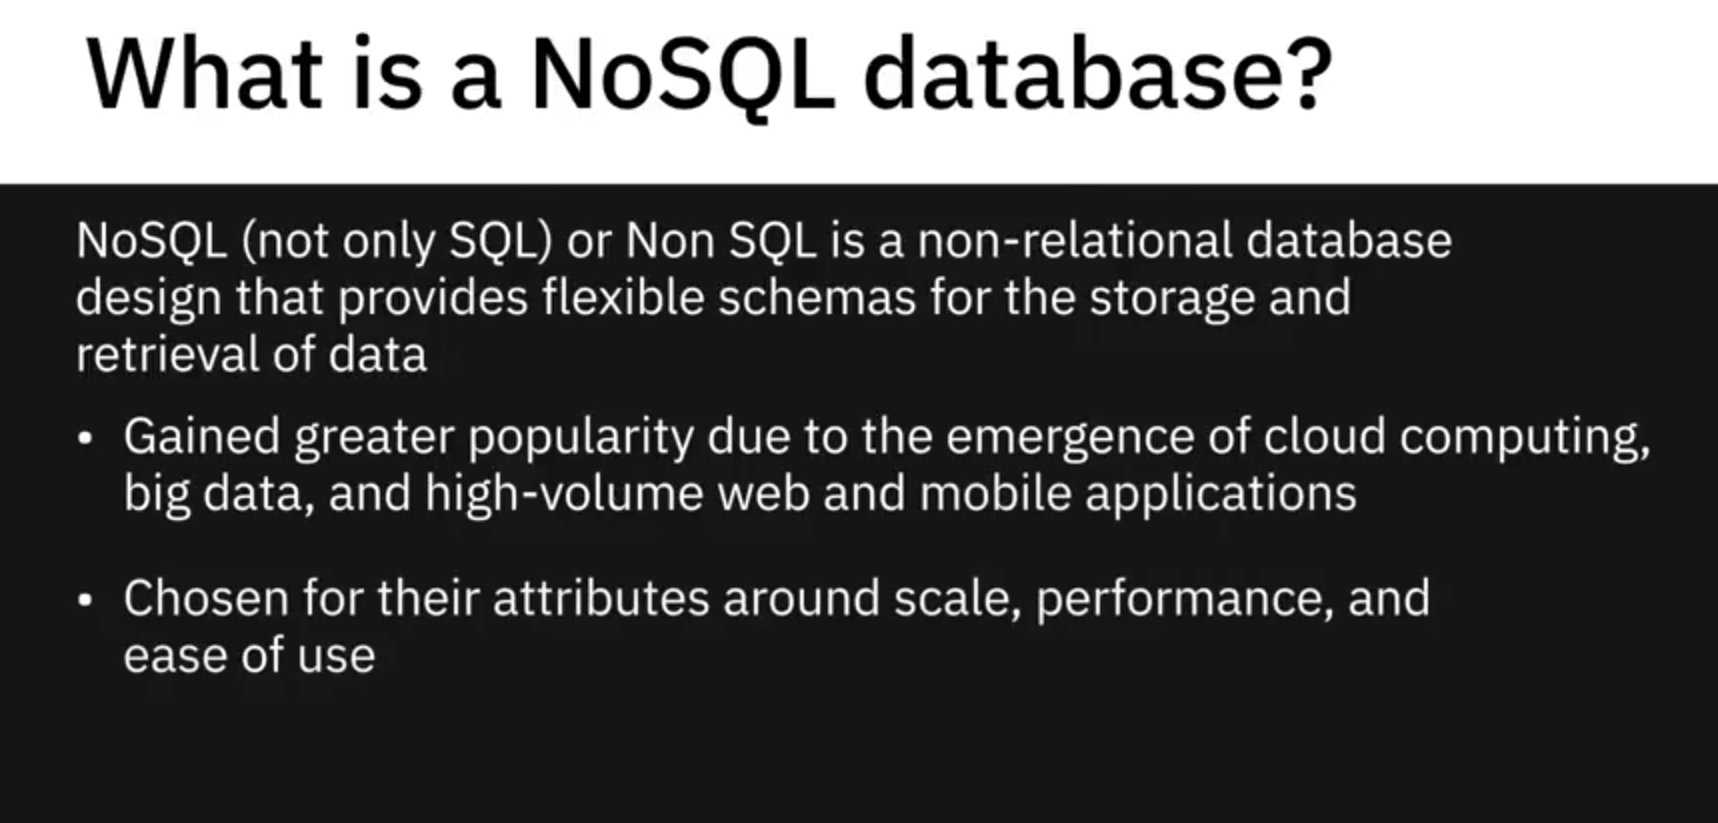 What is a NoSQL database?
NoSQL (not only SQL) or Non SQL is a non-relational database
design that provides flexible schemas for the storage and
retrieval of data
• Gained greater popularity due to the emergence of cloud computing,
big data, and high-volume web and mobile applications
• Chosen for their attributes around scale, performance, and
ease of use